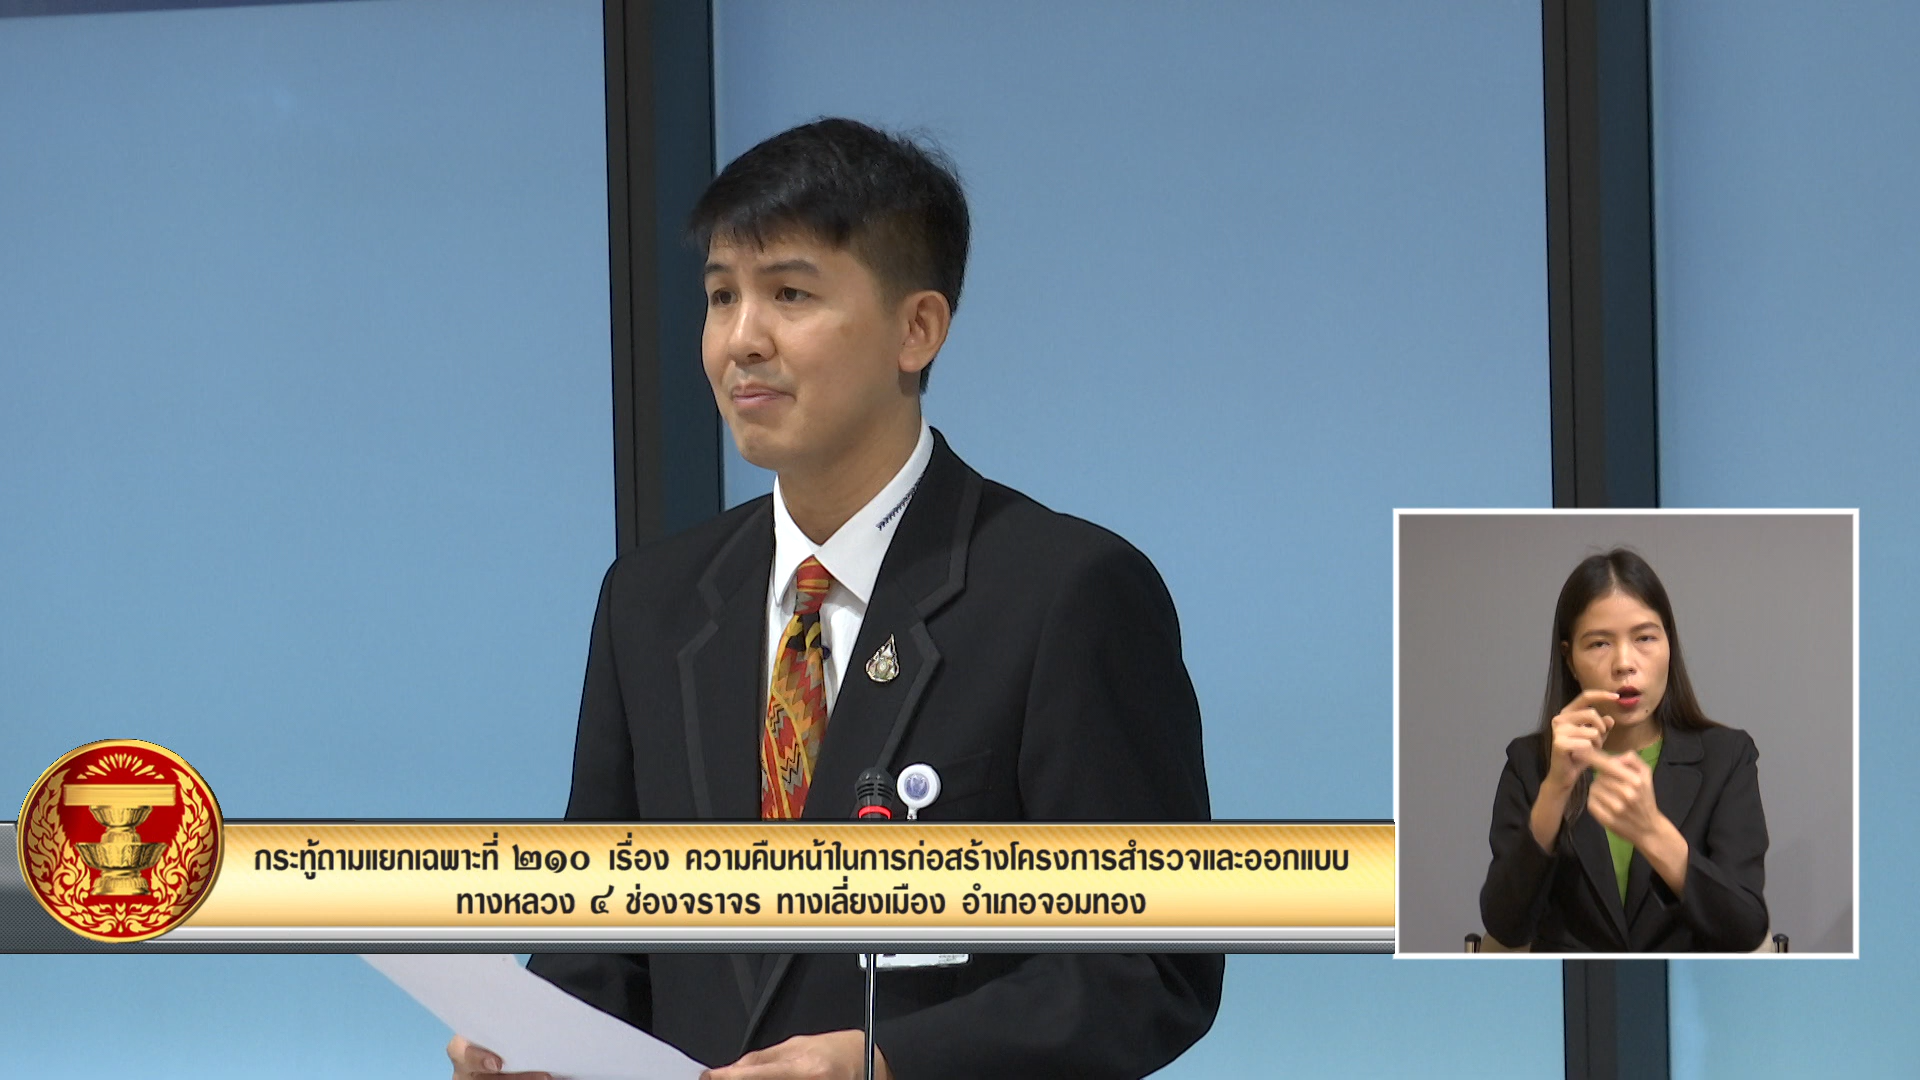 กระทู้ถามแยกเฉพาะที่ ๒๑๐ เรื่อง ความคืบหน้าในการก่อสร้างโครงการสำรวจและออกแบบ
ทางหลวง ๔ ช่องจราจร ทางเลี่ยงเมือง อำเภอจอมทอง